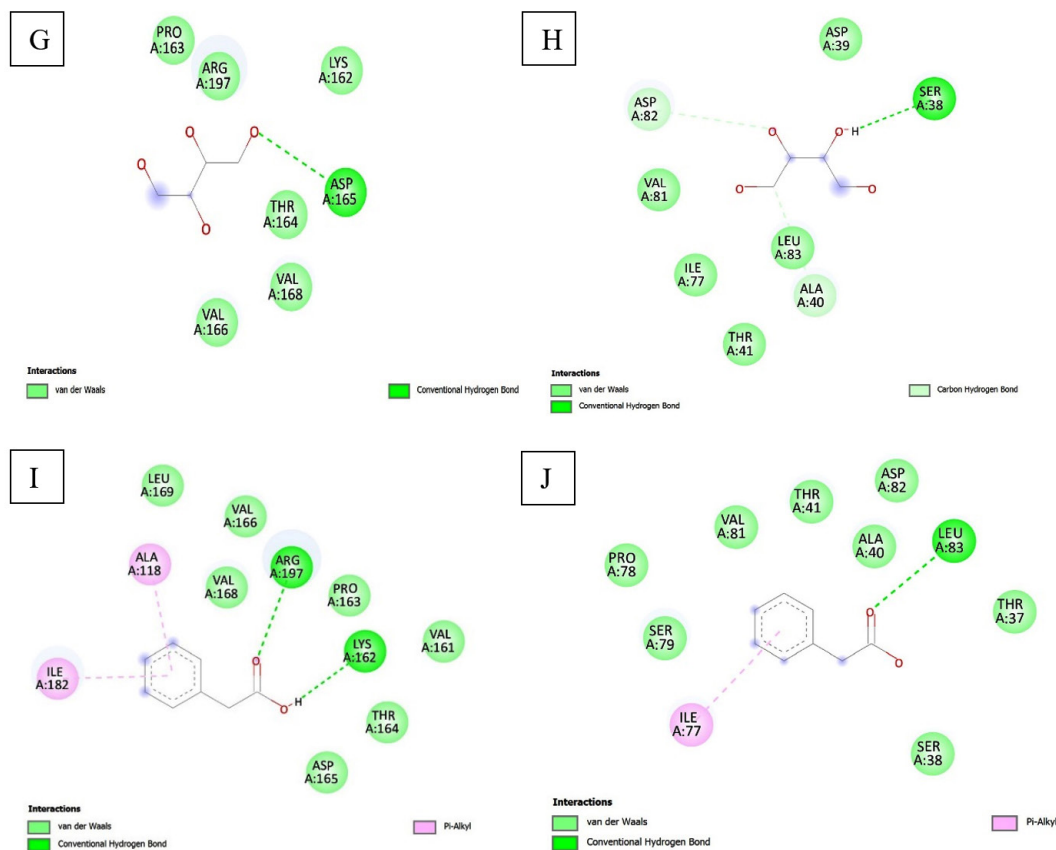 G
PRO
A:163
ARG
A:197
LYS
A:162
O
O
O
O
ASP
A:165
THR
A:164
VAL
A:168
VAL
A:166
Interactions
van der Waals
Conventional Hydrogen Bond
H
ASP
A:39
SER
A:38
ASP
A:82
O
O
H
VAL
A:81
O
O
LEU
A:83
ILE
A:77
ALA
A:40
THR
A:41
Interactions
van der Waals
Conventional Hydrogen Bond
Carbon Hydrogen Bond
I
LEU
A:169
VAL
A:166
ALA
A:118
ARG
A:197
VAL
A:168
PRO
A:163
LYS
A:162
VAL
A:161
O
ILE
A:182
O
H
THR
A:164
ASP
A:165
Interactions
van der Waals
Conventional Hydrogen Bond
Pi-Alkyl
J
ASP
A:82
THR
A:41
VAL
A:81
LEU
A:83
ALA
A:40
PRO
A:78
THR
A:37
O
SER
A:79
O
ILE
A:77
SER
A:38
Interactions
van der Waals
Conventional Hydrogen Bond
Pi-Alkyl